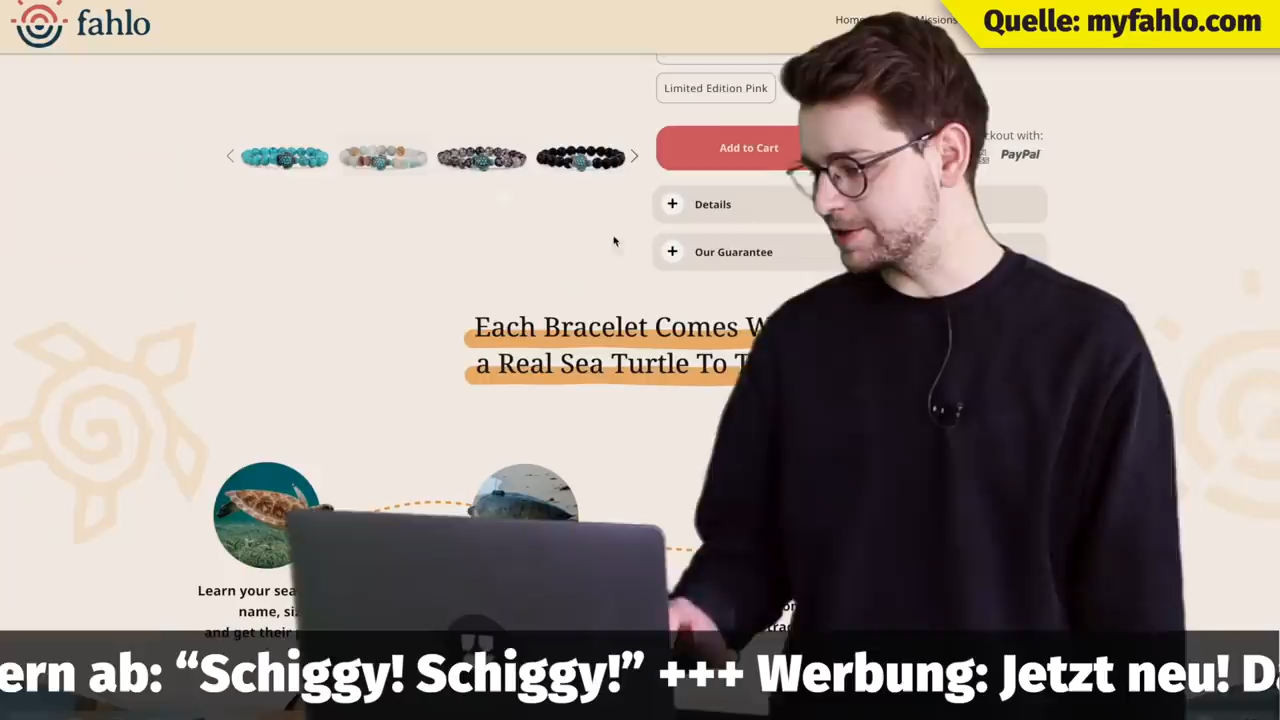 fahlo
Home
Missions
Quelle: myfahlo.com
Limited Edition Pink
Add to Cart
ckout with:
PayPal
+ Details
+ Our Guarantee
Each Bracelet Comes W
a Real Sea Turtle To T
Learn your sea
name, si
and get their
ern ab: “Schiggy! Schiggy!” +++ Werbung: Jetzt neu! D